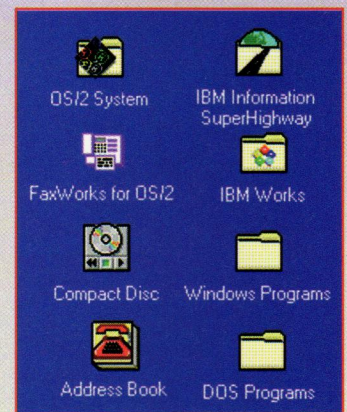 OS/2 System
IBM Information
SuperHighway
FaxWorks for OS/2
IBM Works
Compact Disc
Windows Programs
Address Book
DOS Programs